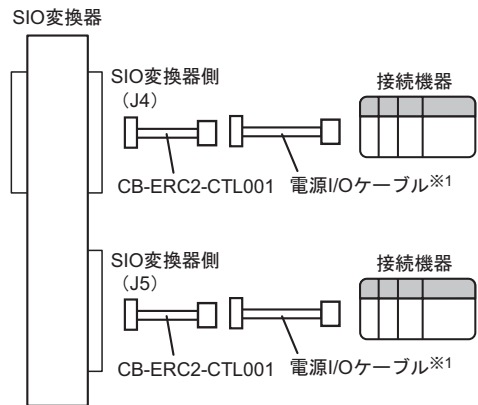 SIO変換器
SIO変換器側
（J4）
接続機器
CB-ERC2-CTL001
電源I/Oケーブル※1
SIO変換器側
（J5）
接続機器
CB-ERC2-CTL001
電源I/Oケーブル※1